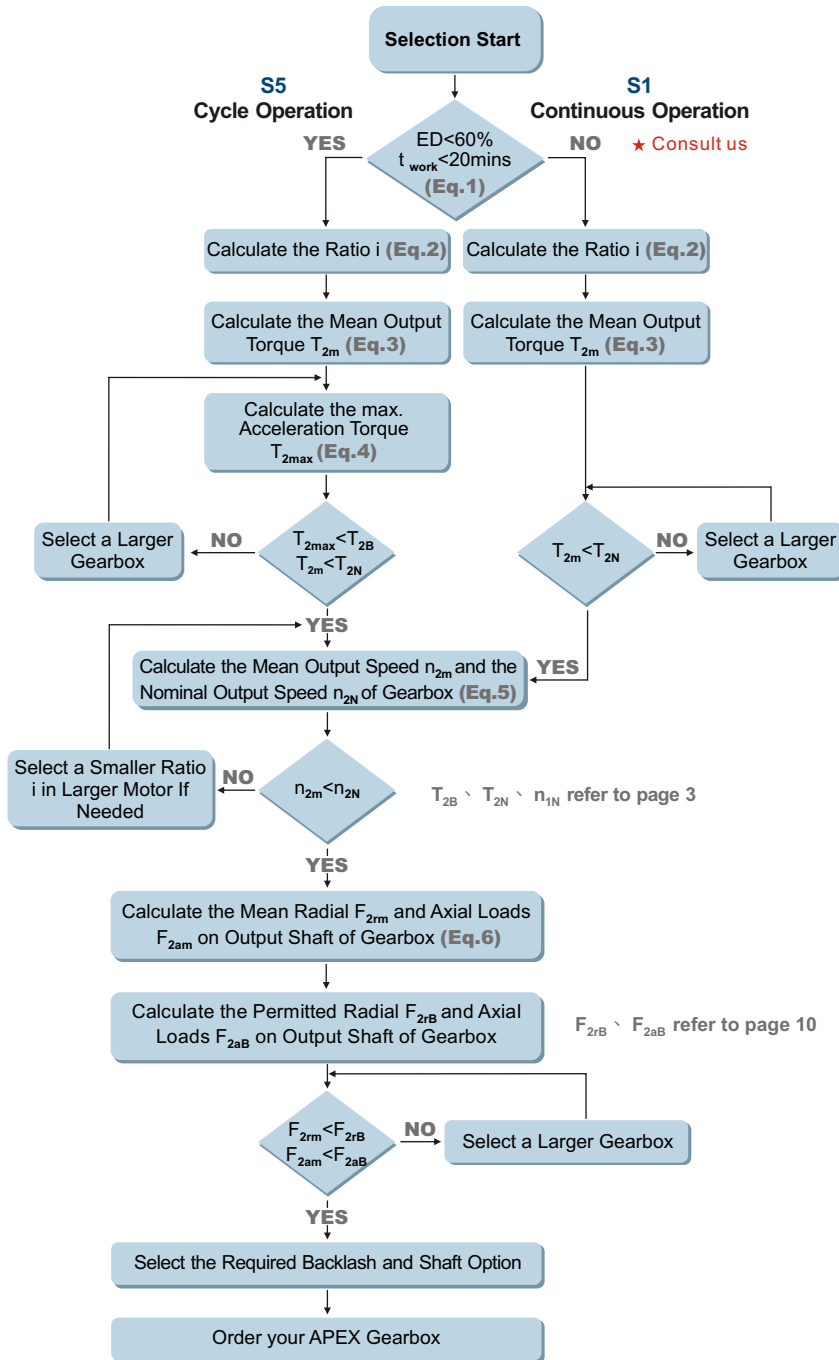 Selection Start
S5
Cycle Operation
S1
Continuous Operation
★ Consult us
YES
ED<60%
t work<20mins
(Eq.1)
NO
Calculate the Ratio i (Eq.2)
Calculate the Ratio i (Eq.2)
Calculate the Mean Output
Torque T2m (Eq.3)
Calculate the Mean Output
Torque T2m (Eq.3)
Calculate the max.
Acceleration Torque
T2max (Eq.4)
Select a Larger
Gearbox
NO
T2max<T2B
T2m<T2N
T2m<T2N
NO
Select a Larger
Gearbox
YES
YES
Calculate the Mean Output Speed n2m and the
Nominal Output Speed n2N of Gearbox (Eq.5)
Select a Smaller Ratio
i in Larger Motor If
Needed
NO
n2m<n2N
T2B、 T2N、 n1N refer to page 3
YES
Calculate the Mean Radial F2rm and Axial Loads
F2am on Output Shaft of Gearbox (Eq.6)
Calculate the Permitted Radial F2rB and Axial
Loads F2aB on Output Shaft of Gearbox
F2rB、 F2aB refer to page 10
F2rm<F2rB
F2am<F2aB
NO
Select a Larger Gearbox
YES
Select the Required Backlash and Shaft Option
Order your APEX Gearbox